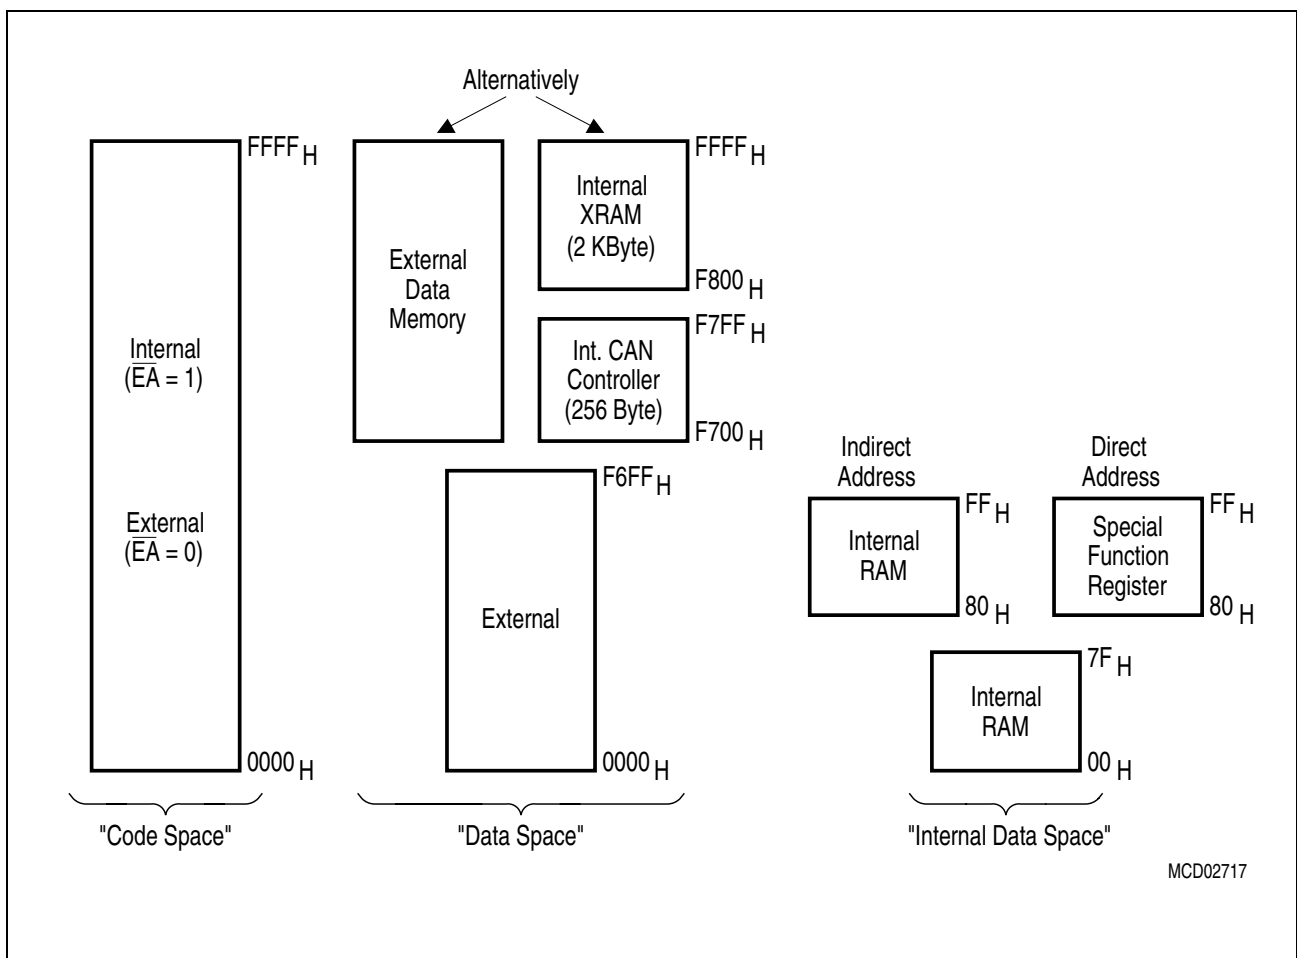 Alternatively
FFFF H
Internal
(E̅A̅ = 1)
External
(E̅A̅ = 0)
0000 H
"Code Space"
External
Data
Memory
FFFF H
Internal
XRAM
(2 KByte)
F800 H
F7FF H
Int. CAN
Controller
(256 Byte)
F700 H
F6FF H
External
0000 H
"Data Space"
Indirect
Address
FF H
Internal
RAM
80 H
Direct
Address
FF H
Special
Function
Register
80 H
7F H
Internal
RAM
00 H
"Internal Data Space"
MCD02717